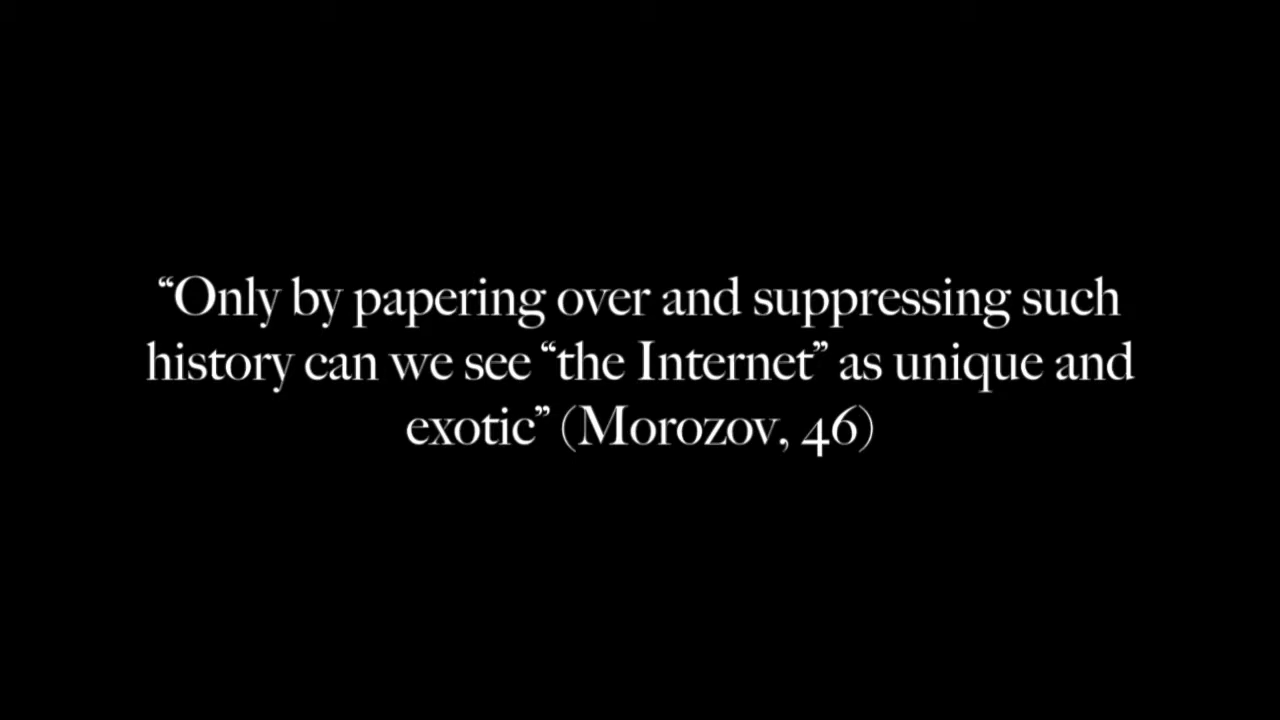 “Only by papering over and suppressing such
history can we see “the Internet” as unique and
exotic” (Morozov, 46)